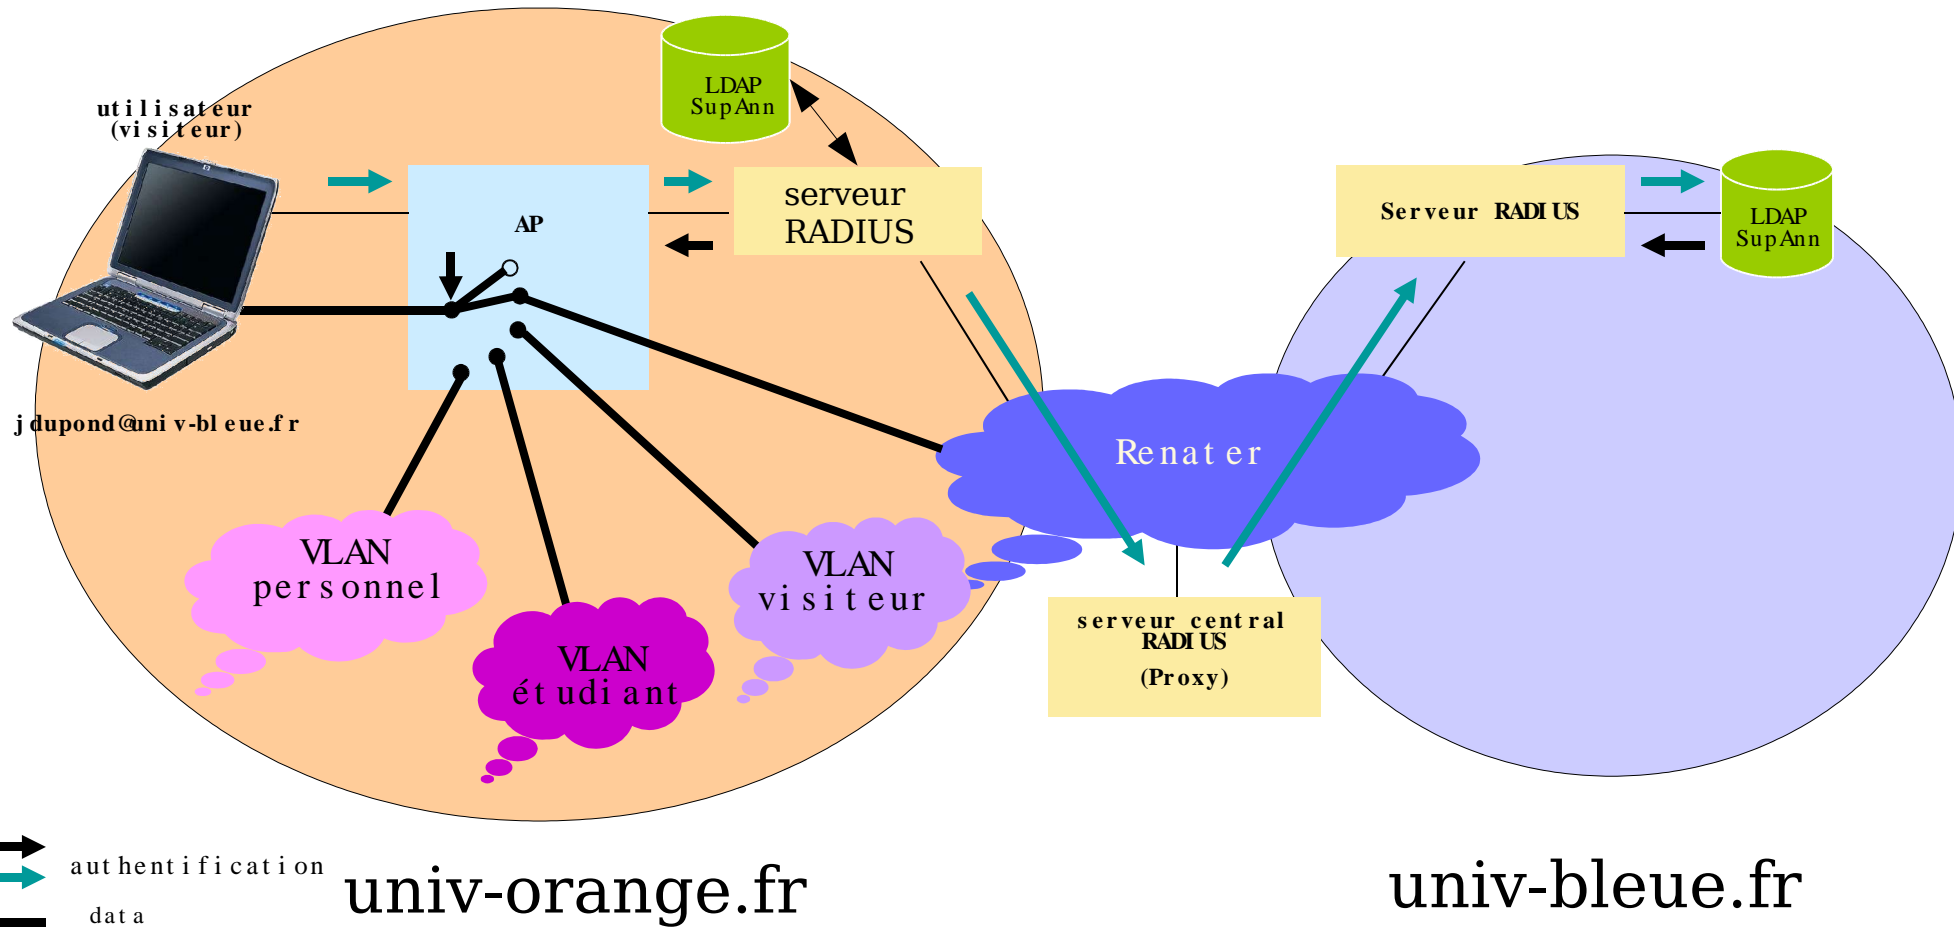 LDAP
SupAnn
utilisateur
(visiteur)
serveur
RADIUS
AP
Serveur RADIUS
LDAP
SupAnn
jdupond@univ-bleue.fr
Renater
VLAN
personnel
VLAN
visiteur
VLAN
étudiant
serveur central
RADIUS
(Proxy)
authentification
data
univ-orange.fr
univ-bleue.fr